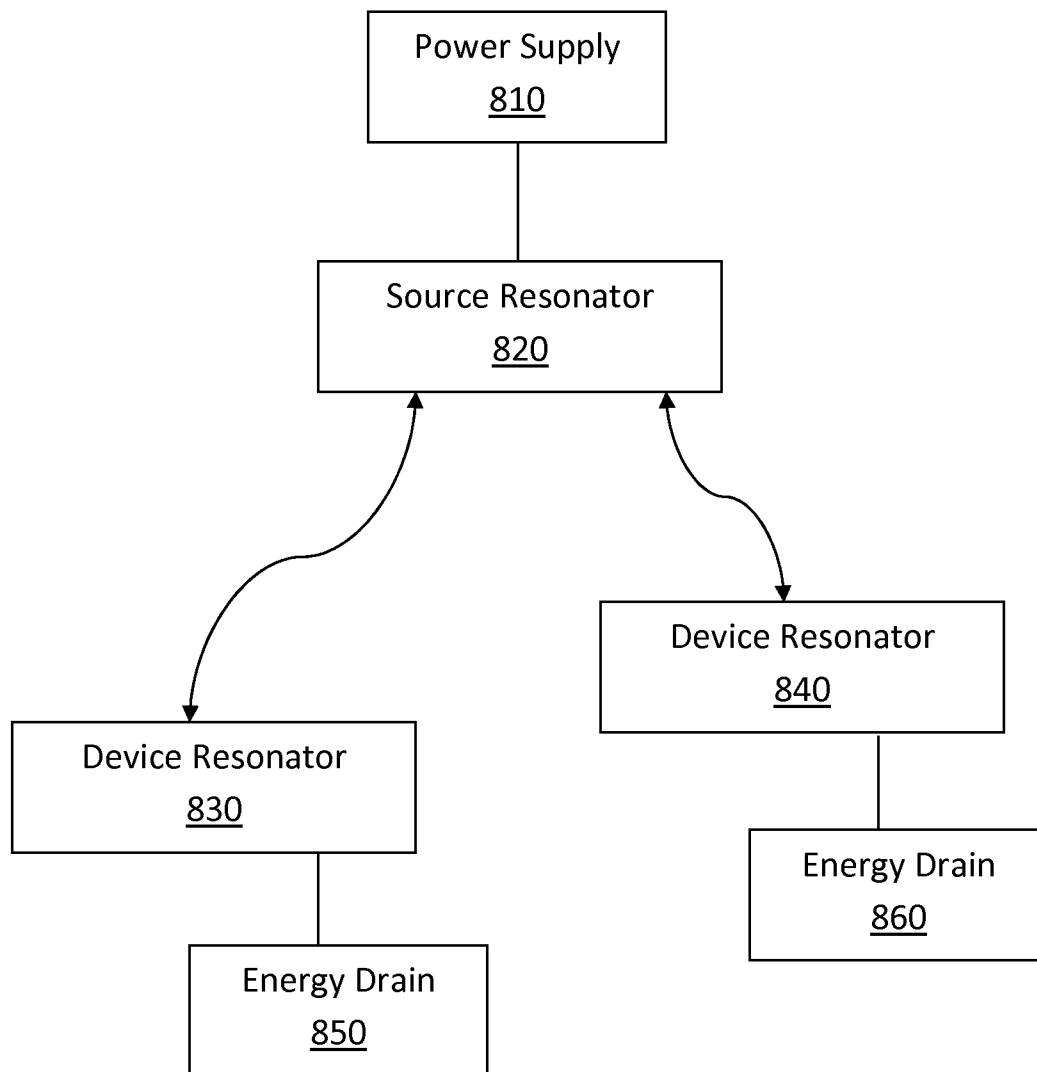 Power Supply
810
Source Resonator
820
Device Resonator
840
Device Resonator
830
Energy Drain
860
Energy Drain
850